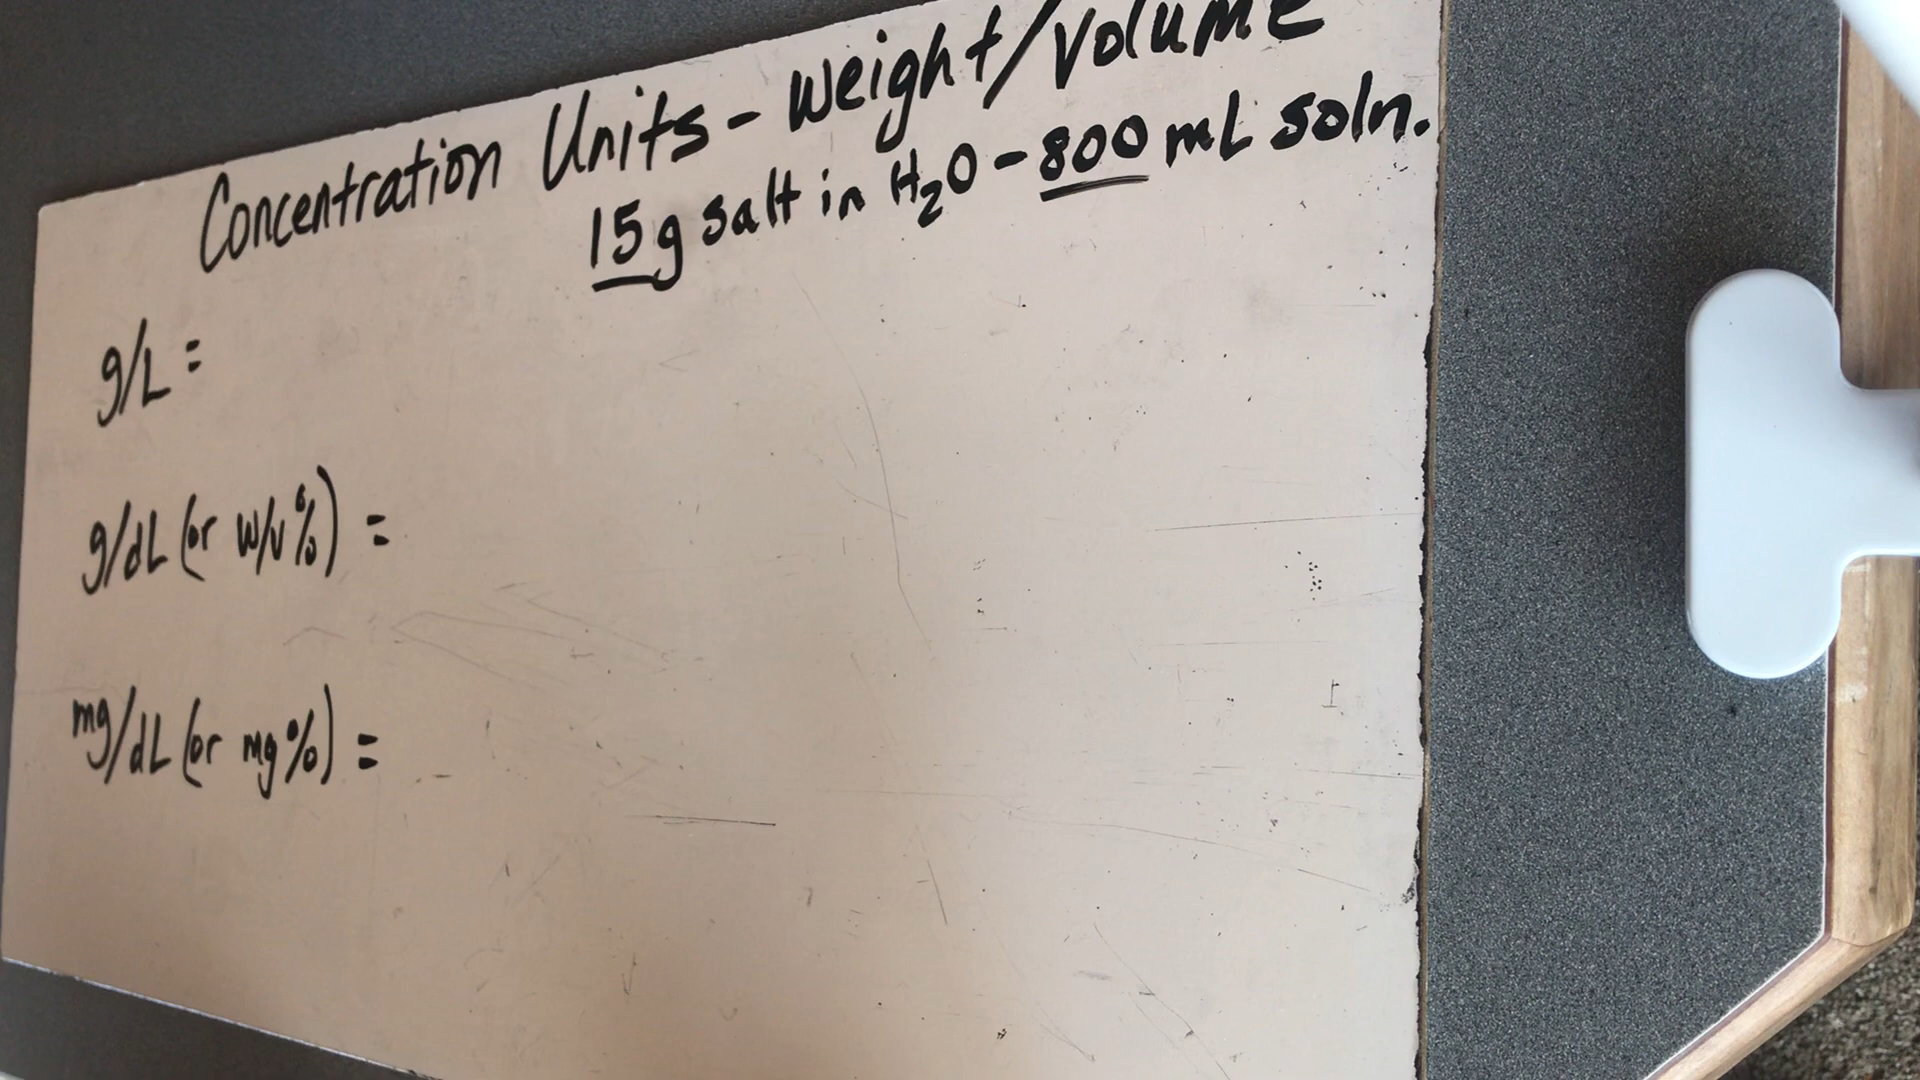 Concentration Units - Weight/Volume
15g salt in H₂O - 800 mL soln.
g/L =
g/dL (or w/v%) =
mg/dL (or mg%) =